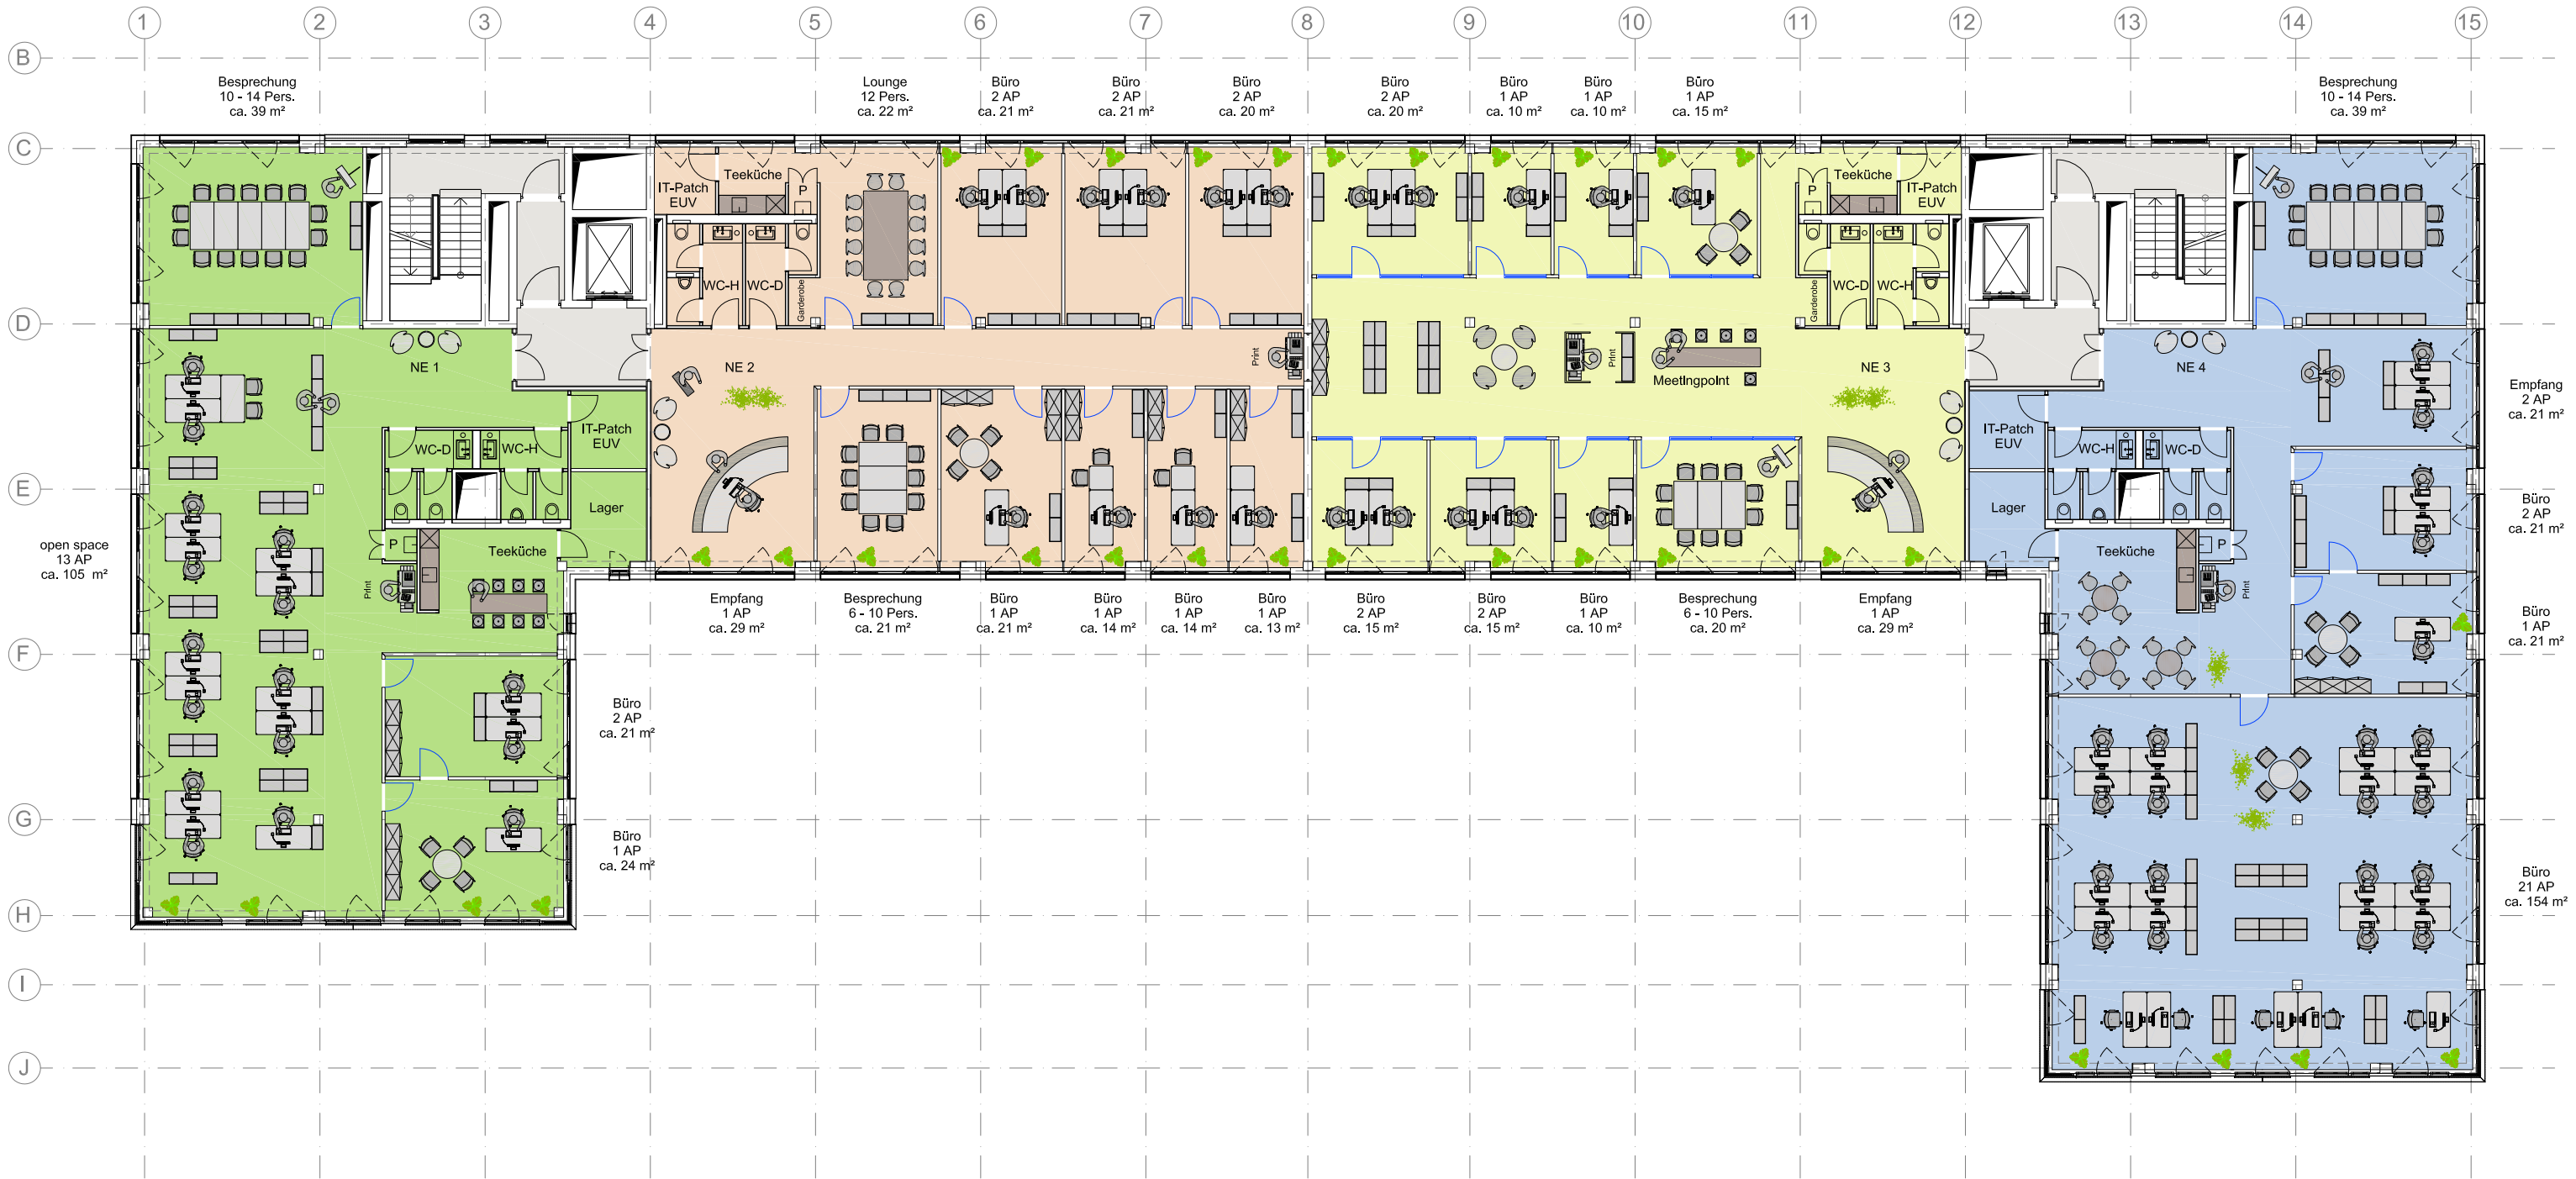 1 2 3 4 5 6 7 8 9 10 11 12 13 14 15
B
Besprechung
10 - 14 Pers.
ca. 39 m²
Lounge
12 Pers.
ca. 22 m²
Büro
2 AP
ca. 21 m²
Büro
2 AP
ca. 21 m²
Büro
2 AP
ca. 20 m²
Büro
2 AP
ca. 20 m²
Büro
1 AP
ca. 10 m²
Büro
1 AP
ca. 10 m²
Büro
1 AP
ca. 15 m²
Besprechung
10 - 14 Pers.
ca. 39 m²
C
IT-Patch
EUV
Teeküche
P
WC-H
WC-D
Garderobe
P
Teeküche
IT-Patch
EUV
Garderobe
WC-D
WC-H
D
NE 1
NE 2
Print
Print
Meetingpoint
NE 3
NE 4
Empfang
2 AP
ca. 21 m²
IT-Patch
EUV
WC-D
WC-H
IT-Patch
EUV
WC-H
WC-D
E
Lager
Lager
Büro
2 AP
ca. 21 m²
open space
13 AP
ca. 105 m²
P
Teeküche
Print
Teeküche
P
Print
Empfang
1 AP
ca. 29 m²
Besprechung
6 - 10 Pers.
ca. 21 m²
Büro
1 AP
ca. 21 m²
Büro
1 AP
ca. 14 m²
Büro
1 AP
ca. 14 m²
Büro
1 AP
ca. 13 m²
Büro
2 AP
ca. 15 m²
Büro
2 AP
ca. 15 m²
Büro
1 AP
ca. 10 m²
Besprechung
6 - 10 Pers.
ca. 20 m²
Empfang
1 AP
ca. 29 m²
Büro
1 AP
ca. 21 m²
F
Büro
2 AP
ca. 21 m²
G
Büro
1 AP
ca. 24 m²
Büro
21 AP
ca. 154 m²
H
I
J